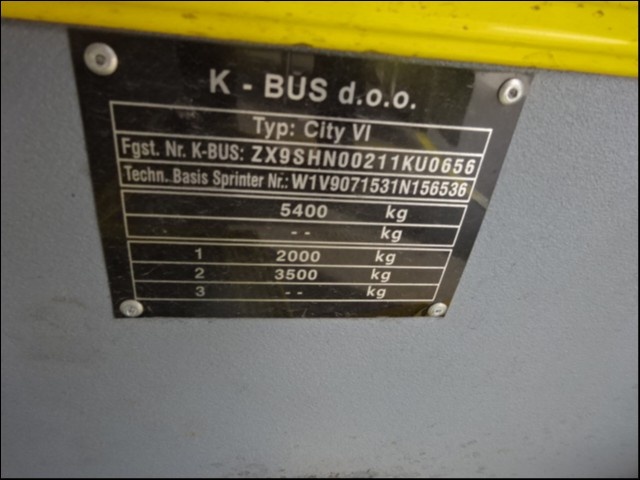 K - BUS d.o.o.
Typ: City VI
Fgst. Nr. K-BUS: ZX9SHN00211KU0656
Techn. Basis Sprinter Nr.: W1V9071531N156536
5400 kg
- - kg
1 2000 kg
2 3500 kg
3 - - kg